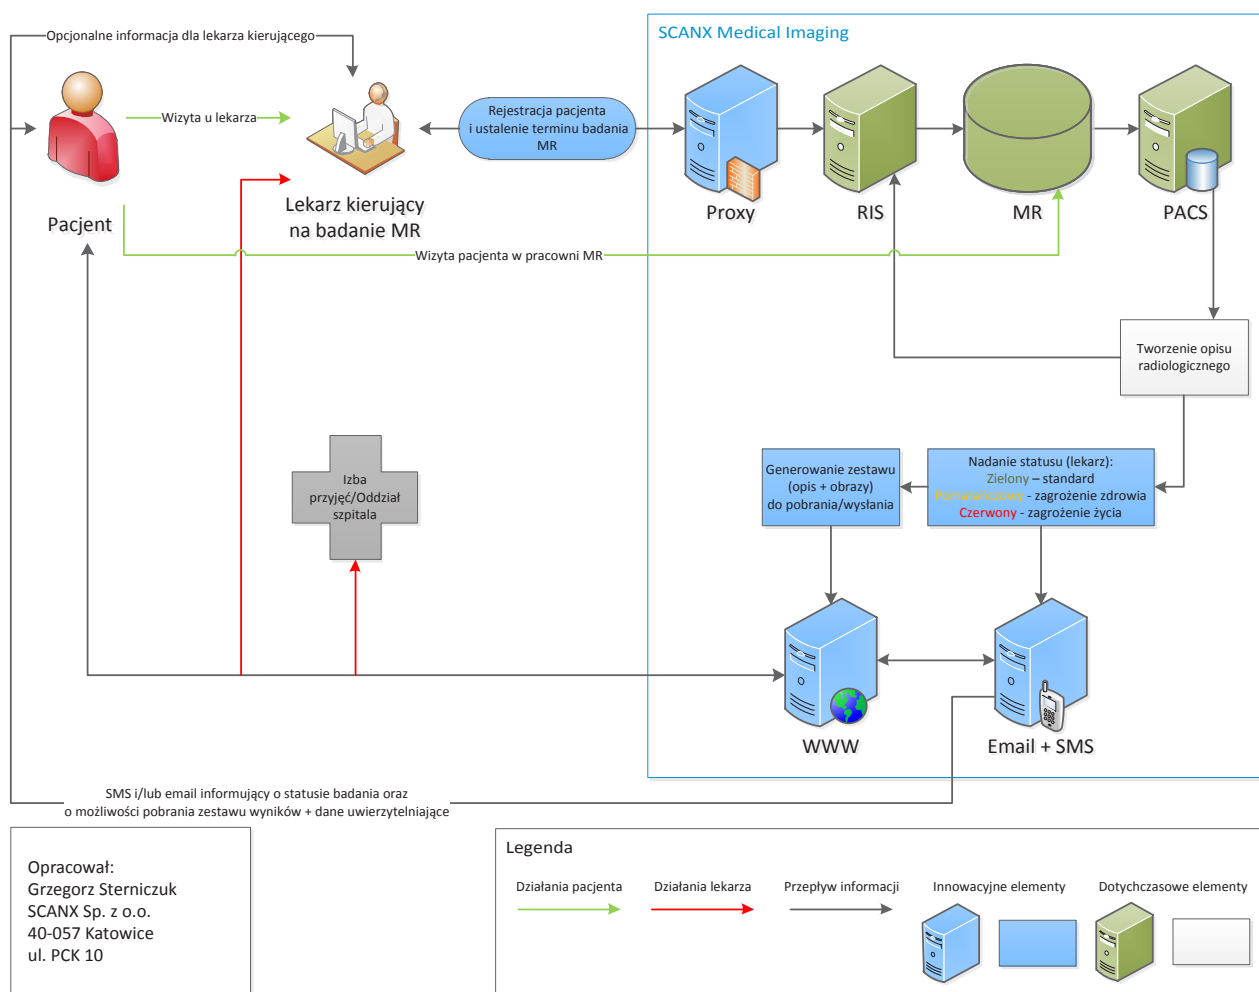 Opcjonalne informacja dla lekarza kierującego
SCANX Medical Imaging
Wizyta u lekarza
Rejestracja pacjenta
i ustalenie terminu badania
MR
Pacjent
Lekarz kierujący
na badanie MR
Proxy
RIS
MR
PACS
Wizyta pacjenta w pracowni MR
Tworzenie opisu
radiologicznego
Izba
przyjęć/Oddział
szpitala
Generowanie zestawu
(opis + obrazy)
do pobrania/wysłania
Nadanie statusu (lekarz):
Zielony – standard
Pomarańczowy - zagrożenie zdrowia
Czerwony - zagrożenie życia
WWW
Email + SMS
SMS i/lub email informujący o statusie badania oraz
o możliwości pobrania zestawu wyników + dane uwierzytelniające
Opracował:
Grzegorz Sterniczuk
SCANX Sp. z o.o.
40-057 Katowice
ul. PCK 10
Legenda
Działania pacjenta
Działania lekarza
Przepływ informacji
Innowacyjne elementy
Dotychczasowe elementy